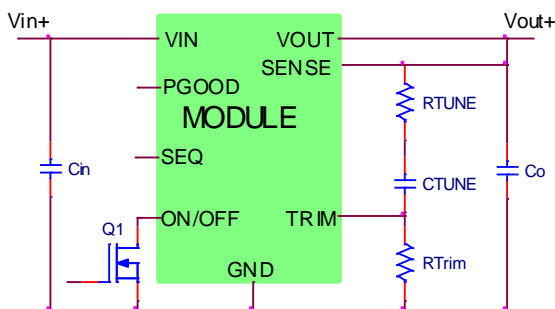 Vin+ Vout+
VIN VOUT
SENSE
PGOOD
RTUNE
MODULE
SEQ
Cin CTUNE Co
Q1 ON/OFF TRIM
GND RTrim